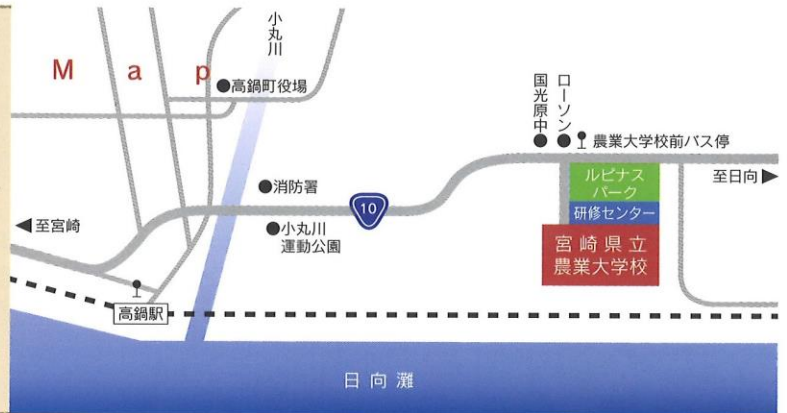 Map
小丸川
高鍋町役場
国光原中
ローソン
農業大学校前バス停
至日向
ルピナス
パーク
研修センター
宮崎県立
農業大学校
消防署
10
小丸川
運動公園
至宮崎
高鍋駅
日向灘